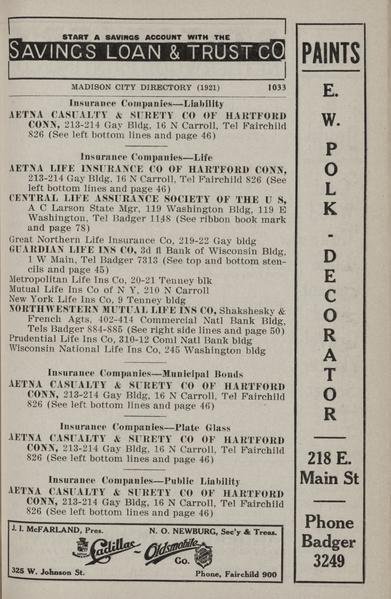 START A SAVINGS ACCOUNT WITH THE
SAVINGS LOAN & TRUST CO
MADISON CITY DIRECTORY (1921) 1033
Insurance Companies—Liability
AETNA CASUALTY & SURETY CO OF HARTFORD
CONN, 213-214 Gay Bldg, 16 N Carroll, Tel Fairchild
826 (See left bottom lines and page 46)
Insurance Companies—Life
AETNA LIFE INSURANCE CO OF HARTFORD CONN,
213-214 Gay Bldg, 16 N Carroll, Tel Fairchild 826 (See
left bottom lines and page 46)
CENTRAL LIFE ASSURANCE SOCIETY OF THE U S,
A C Larson State Mgr, 119 Washington Bldg, 119 E
Washington, Tel Badger 1148 (See ribbon book mark
and page 78)
Great Northern Life Insurance Co, 219-22 Gay bldg
GUARDIAN LIFE INS CO, 3d fl Bank of Wisconsin Bldg,
1 W Main, Tel Badger 7313 (See top and bottom sten-
cils and page 45)
Metropolitan Life Ins Co, 20-21 Tenney blk
Mutual Life Ins Co of N Y, 210 N Carroll
New York Life Ins Co, 9 Tenney bldg
NORTHWESTERN MUTUAL LIFE INS CO, Shakshesky &
French Agts, 402-414 Commercial Natl Bank Bldg,
Tels Badger 884-885 (See right side lines and page 50)
Prudential Life Ins Co, 310-12 Coml Natl Bank bldg
Wisconsin National Life Ins Co, 245 Washington bldg
Insurance Companies—Municipal Bonds
AETNA CASUALTY & SURETY CO OF HARTFORD
CONN, 213-214 Gay Bldg, 16 N Carroll, Tel Fairchild
826 (See left bottom lines and page 46)
Insurance Companies—Plate Glass
AETNA CASUALTY & SURETY CO OF HARTFORD
CONN, 213-214 Gay Bldg, 16 N Carroll, Tel Fairchild
826 (See left bottom lines and page 46)
Insurance Companies—Public Liability
AETNA CASUALTY & SURETY CO OF HARTFORD
CONN, 213-214 Gay Bldg, 16 N Carroll, Tel Fairchild
826 (See left bottom lines and page 46)
J. I. McFARLAND, Pres. N. O. NEWBURG, Sec'y & Treas.
Cadillac - Oldsmobile
Co.
325 W. Johnson St. Phone, Fairchild 900
PAINTS
E. W. POLK - DECORATOR
218 E.
Main St
Phone
Badger
3249